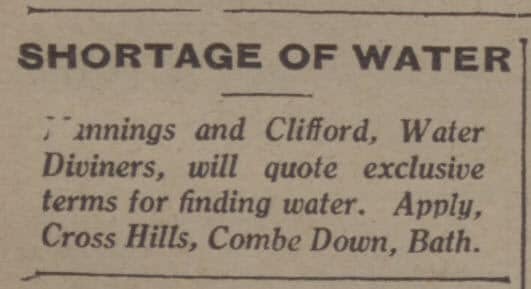 SHORTAGE OF WATER
and Clifford, Water
Diviners, will quote exclusive
terms for finding water. Apply,
Cross Hills, Combe Down, Bath.